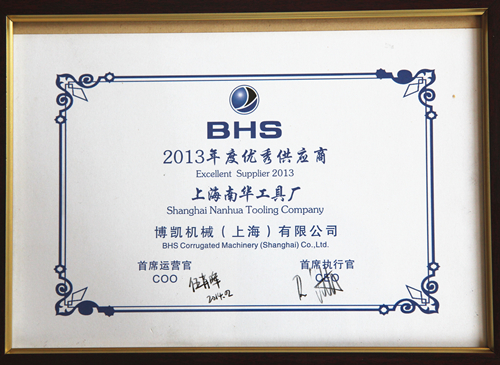 BHS
2013年度优秀供应商
Excellent Supplier 2013
上海南华工具厂
Shanghai Nanhua Tooling Company
博凯机械（上海）有限公司
BHS Corrugated Machinery (Shanghai) Co.,Ltd.
首席运营官 首席执行官
COO CEO
2014.02